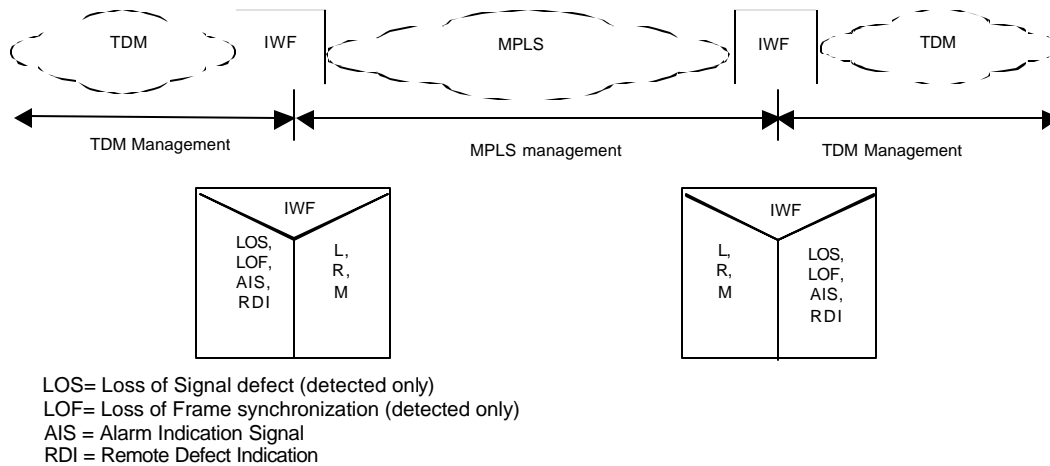 TDM IWF MPLS IWF TDM
TDM Management MPLS management TDM Management
IWF
LOS,
LOF,
AIS,
RDI
L,
R,
M
IWF
L,
R,
M
LOS,
LOF,
AIS,
RDI
LOS= Loss of Signal defect (detected only)
LOF= Loss of Frame synchronization (detected only)
AIS = Alarm Indication Signal
RDI = Remote Defect Indication